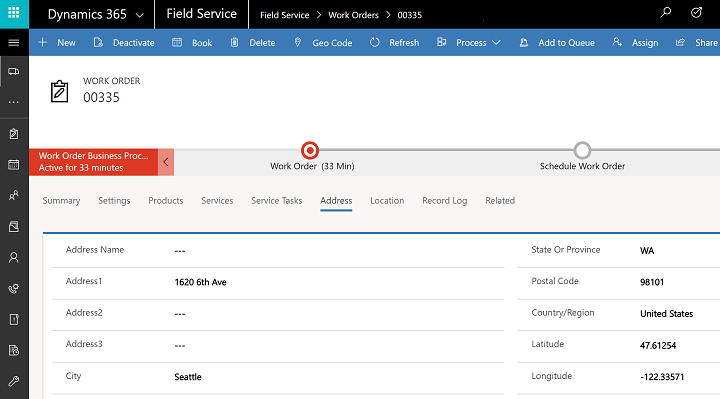 Dynamics 365 Field Service Field Service > Work Orders > 00335
New Deactivate Book Delete Geo Code Refresh Process Add to Queue Assign Share
WORK ORDER
00335
Work Order Business Proc...
Active for 33 minutes
Work Order (33 Min) Schedule Work Order
Summary Settings Products Services Service Tasks Address Location Record Log Related
Address Name --- State Or Province WA
Address1 1620 6th Ave Postal Code 98101
Address2 --- Country/Region United States
Address3 --- Latitude 47.61254
City Seattle Longitude -122.33571